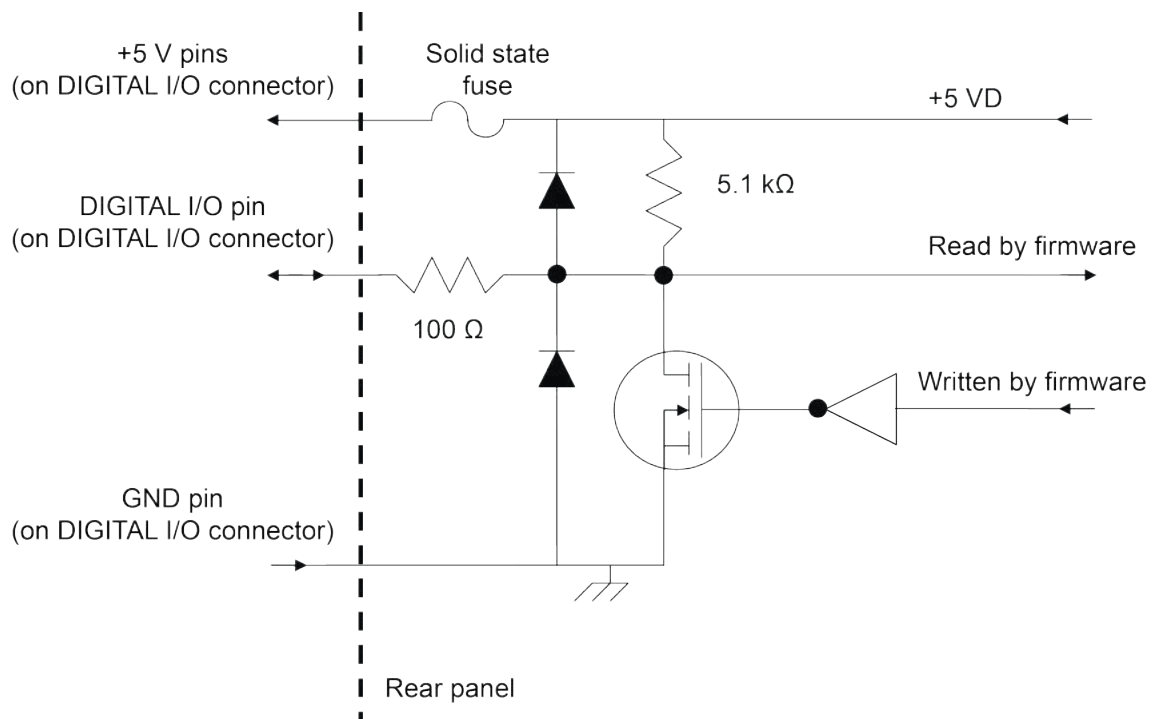 +5 V pins
(on DIGITAL I/O connector)
Solid state
fuse
+5 VD
5.1 kΩ
DIGITAL I/O pin
(on DIGITAL I/O connector)
Read by firmware
100 Ω
Written by firmware
GND pin
(on DIGITAL I/O connector)
Rear panel